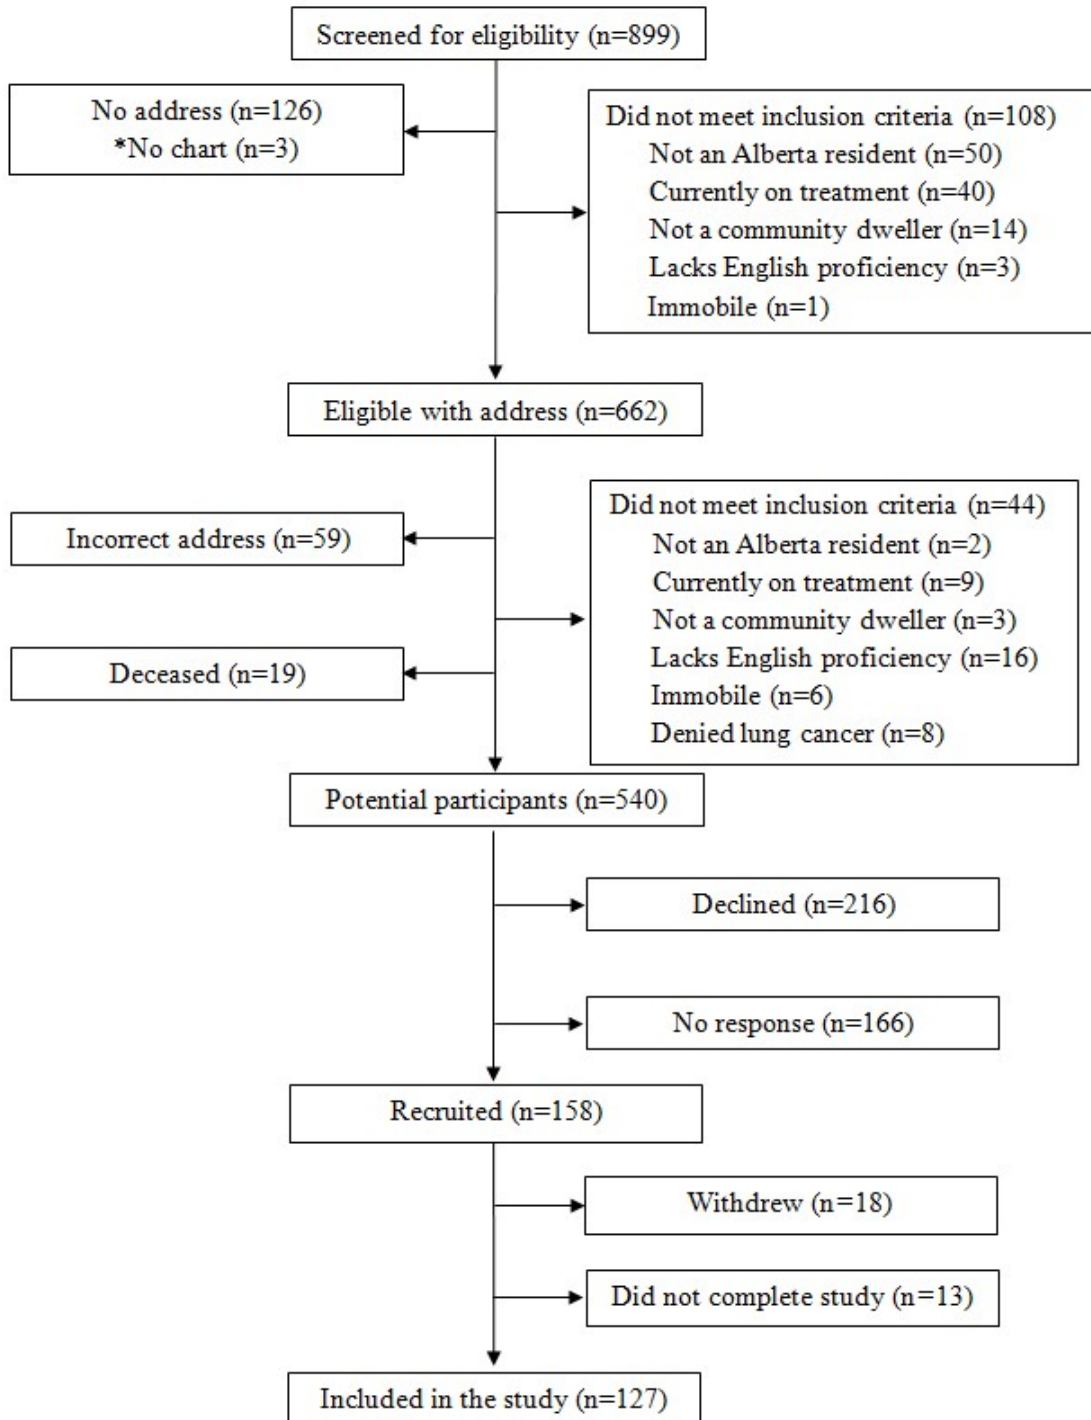 Screened for eligibility (n=899)
No address (n=126)
*No chart (n=3)
Did not meet inclusion criteria (n=108)
Not an Alberta resident (n=50)
Currently on treatment (n=40)
Not a community dweller (n=14)
Lacks English proficiency (n=3)
Immobile (n=1)
Eligible with address (n=662)
Incorrect address (n=59)
Deceased (n=19)
Did not meet inclusion criteria (n=44)
Not an Alberta resident (n=2)
Currently on treatment (n=9)
Not a community dweller (n=3)
Lacks English proficiency (n=16)
Immobile (n=6)
Denied lung cancer (n=8)
Potential participants (n=540)
Declined (n=216)
No response (n=166)
Recruited (n=158)
Withdrew (n=18)
Did not complete study (n=13)
Included in the study (n=127)